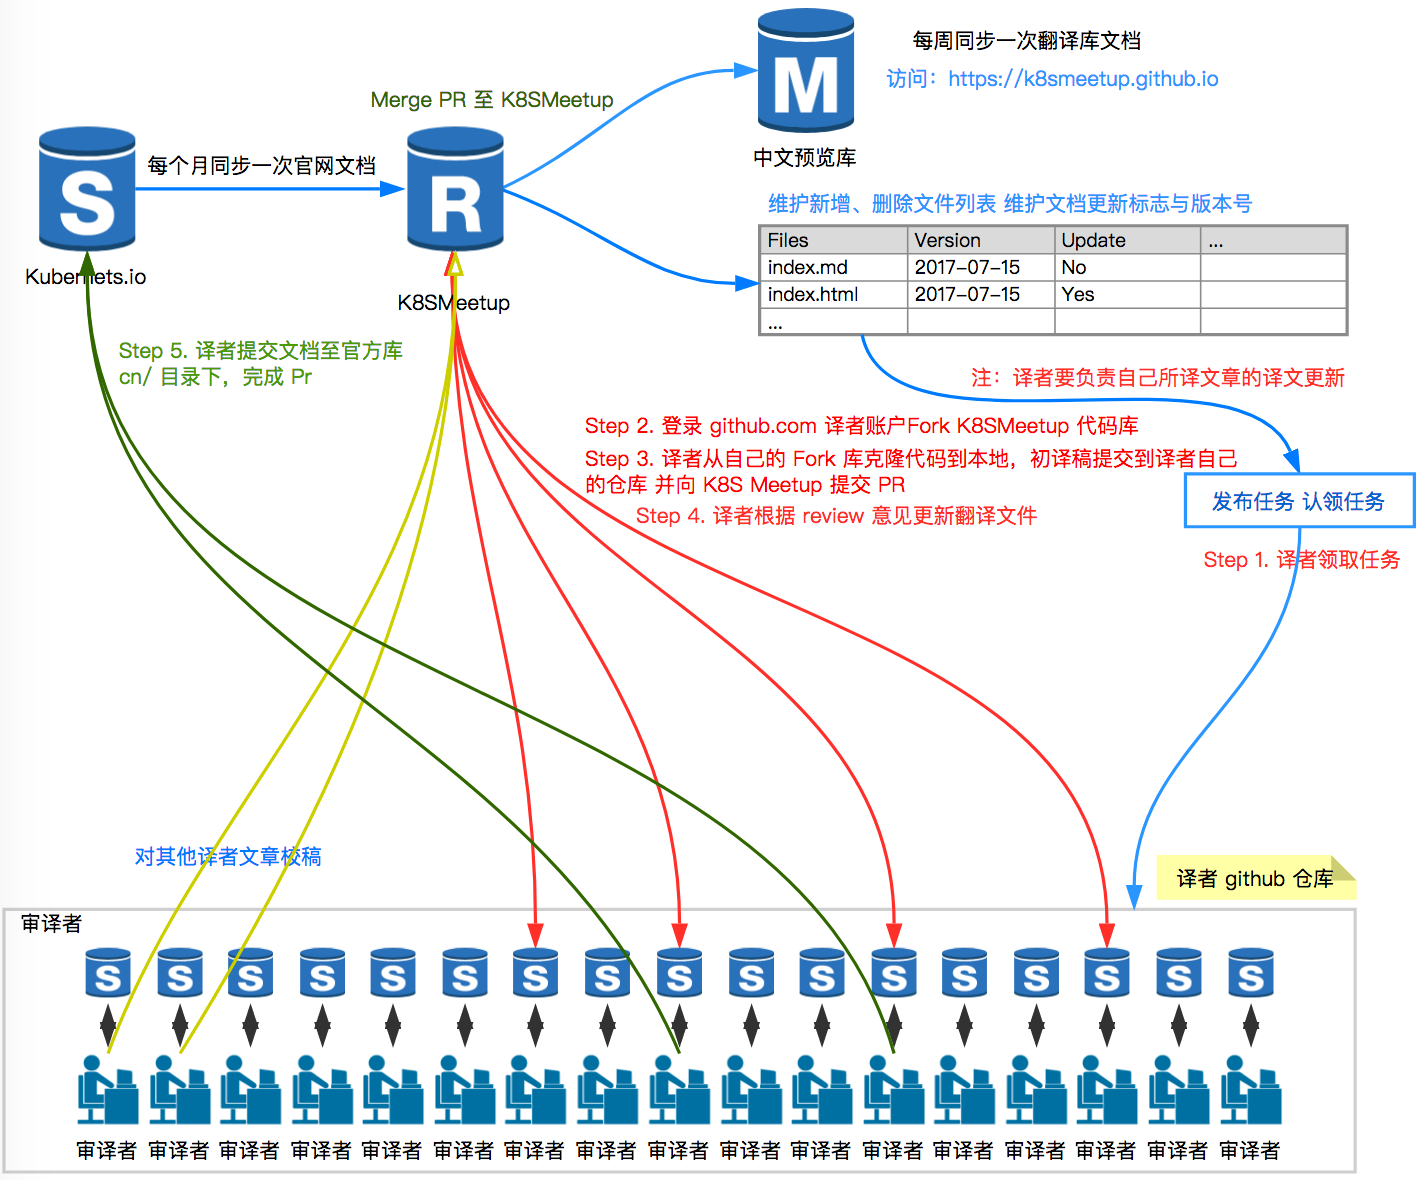 每周同步一次翻译库文档
访问：https://k8smeetup.github.io
M
Merge PR 至 K8SMeetup
中文预览库
每个月同步一次官网文档
S
R
Kubernets.io
K8SMeetup
维护新增、删除文件列表 维护文档更新标志与版本号
Files Version Update ...
index.md 2017-07-15 No
index.html 2017-07-15 Yes
...
Step 5. 译者提交文档至官方库
cn/ 目录下，完成 Pr
注：译者要负责自己所译文章的译文更新
Step 2. 登录 github.com 译者账户Fork K8SMeetup 代码库
Step 3. 译者从自己的 Fork 库克隆代码到本地，初译稿提交到译者自己
的仓库 并向 K8S Meetup 提交 PR
Step 4. 译者根据 review 意见更新翻译文件
发布任务 认领任务
Step 1. 译者领取任务
对其他译者文章校稿
译者 github 仓库
审译者
S S S S S S S S S S S S S S S S S
审译者 审译者 审译者 审译者 审译者 审译者 审译者 审译者 审译者 审译者 审译者 审译者 审译者 审译者 审译者 审译者 审译者